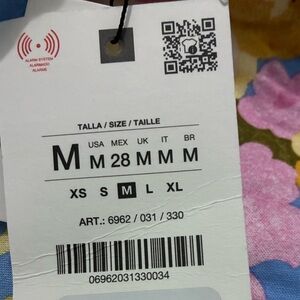 ALARM SYSTEM
ALARMADO
ALARME
TALLA / SIZE / TAILLE
USA MEX UK IT BR
M M 28 M M M
XS S M L XL
ART.: 6962 / 031 / 330
06962031330034